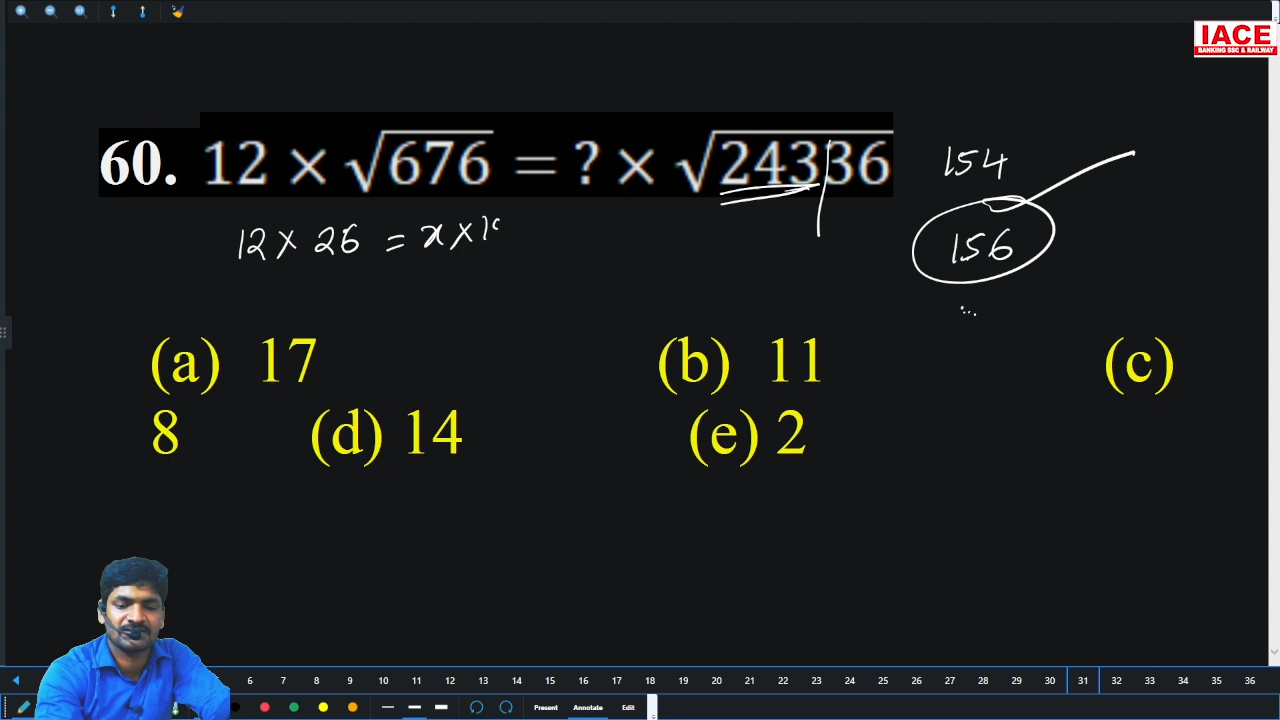 IACE
BANKING SSC & RAILWAY
60. 12 × √676 = ? × √24336
154
12 × 26 = x × 15
156
(a) 17 (b) 11 (c)
8 (d) 14 (e) 2
6 7 8 9 10 11 12 13 14 15 16 17 18 19 20 21 22 23 24 25 26 27 28 29 30 31 32 33 34 35 36
Present Annotate Edit